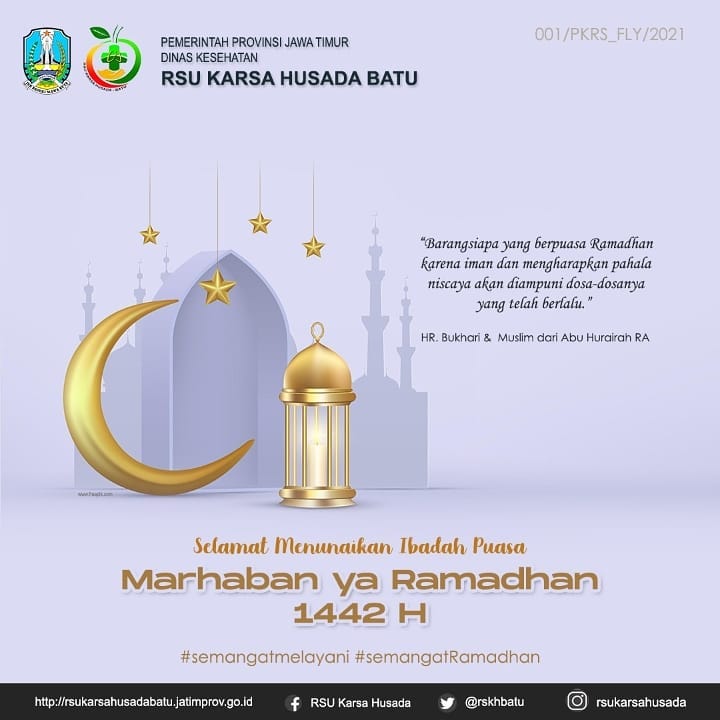 PEMERINTAH PROVINSI JAWA TIMUR
DINAS KESEHATAN
RSU KARSA HUSADA BATU
001/PKRS_FLY/2021
“Barangsiapa yang berpuasa Ramadhan
karena iman dan mengharapkan pahala
niscaya akan diampuni dosa-dosanya
yang telah berlalu.”
HR. Bukhari & Muslim dari Abu Hurairah RA
Selamat Menunaikan Ibadah Puasa
Marhaban ya Ramadhan
1442 H
#semangatmelayani #semangatRamadhan
http://rsukarsahusadabatu.jatimprov.go.id
RSU Karsa Husada
@rskhbatu
rsukarsahusada